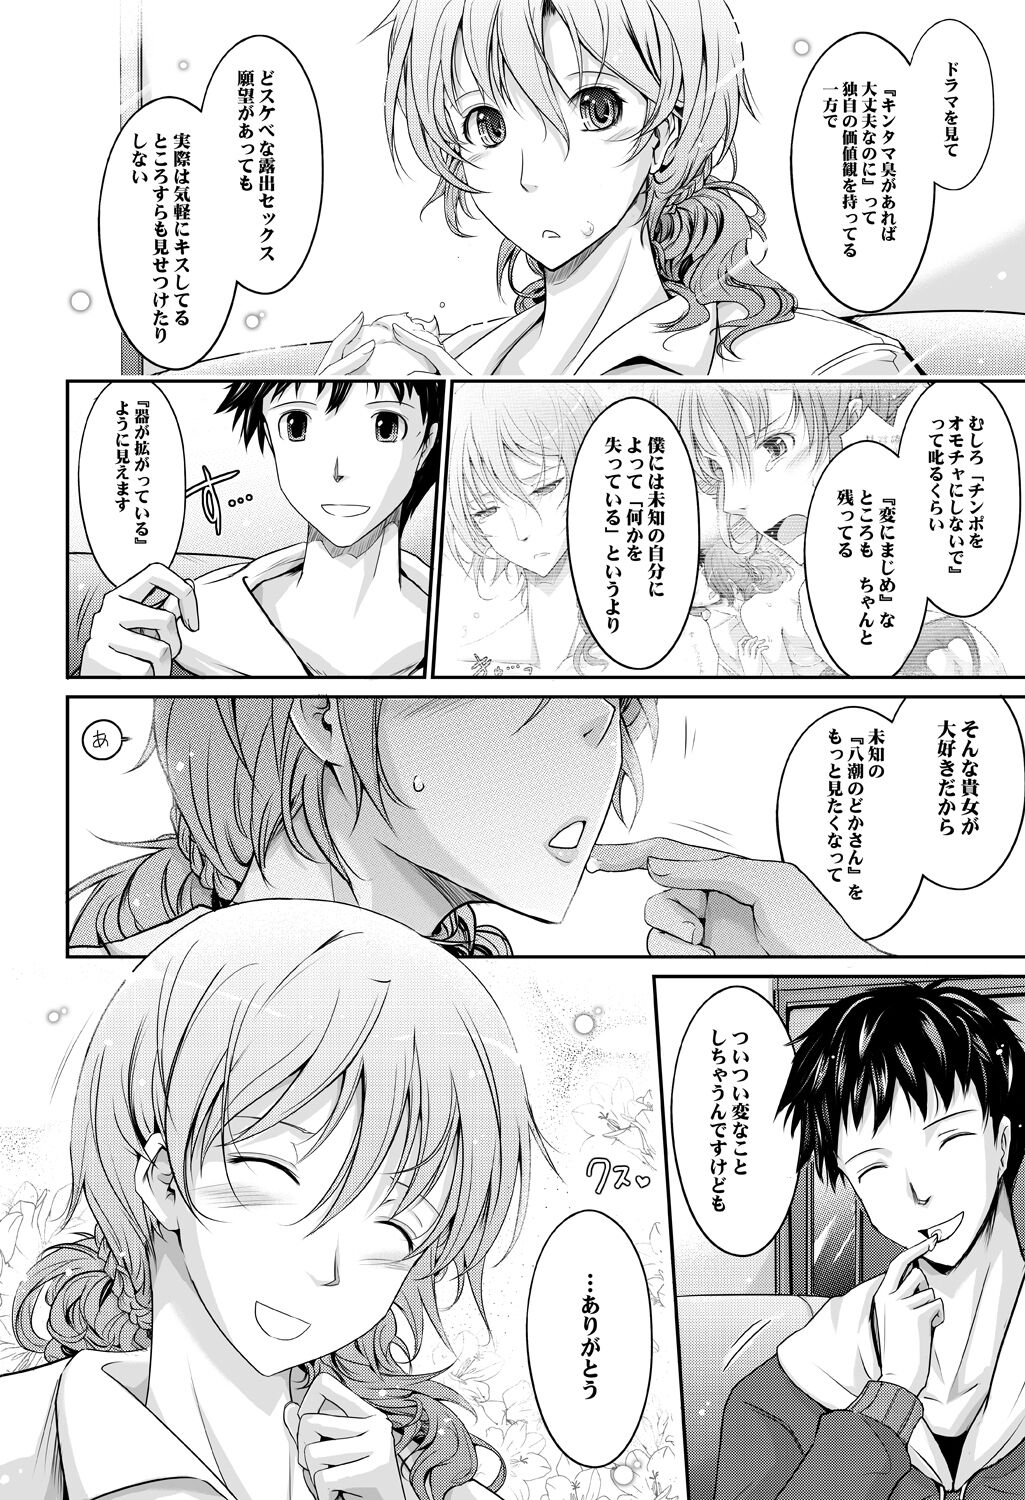 ドラマを見て
『キンタマ臭があれば
大丈夫なのに』って
独自の価値観を持ってる
一方で
どスケベな露出セックス
願望があっても
実際は気軽にキスしてる
ところすらも見せつけたり
しない
むしろ「チンポを
オモチャにしないで』
って叱るくらい
『変にまじめ』な
ところも ちゃんと
残ってる
僕には未知の自分に
よって「何かを
失っている」というより
『器が拡がっている』
ように見えます
す…
そんな貴女が
大好きだから
未知の
『八潮のどかさん』を
もっと見たくなって
あ
ついつい変なこと
しちゃうんですけども
クス♡
…ありがとう